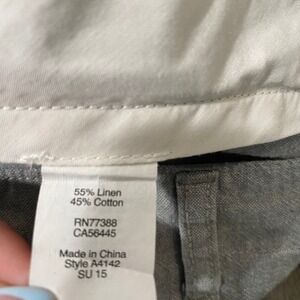 55% Linen
45% Cotton
RN77388
CA56445
Made in China
Style A4142
SU 15